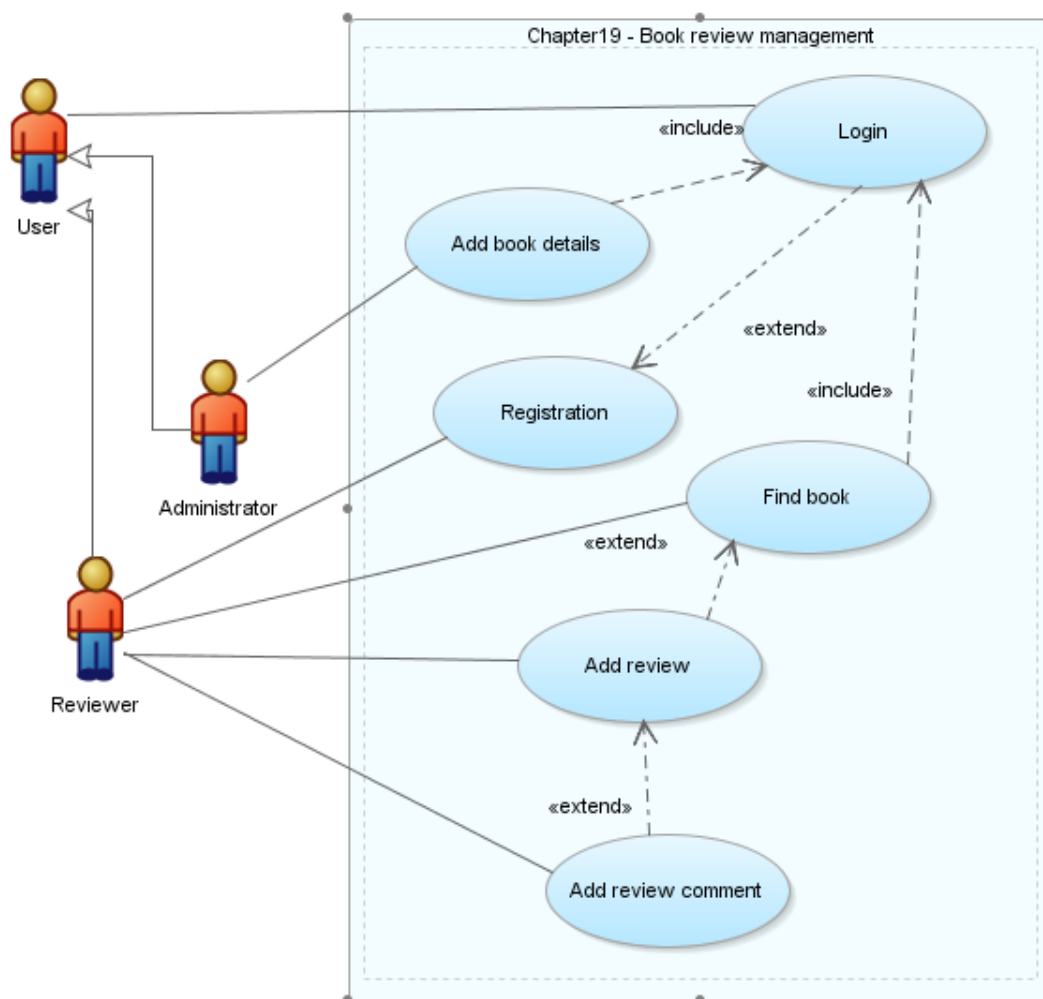 Chapter19 - Book review management
Login
«include»
User
Add book details
«extend»
«include»
Registration
Administrator
Find book
«extend»
Add review
Reviewer
«extend»
Add review comment